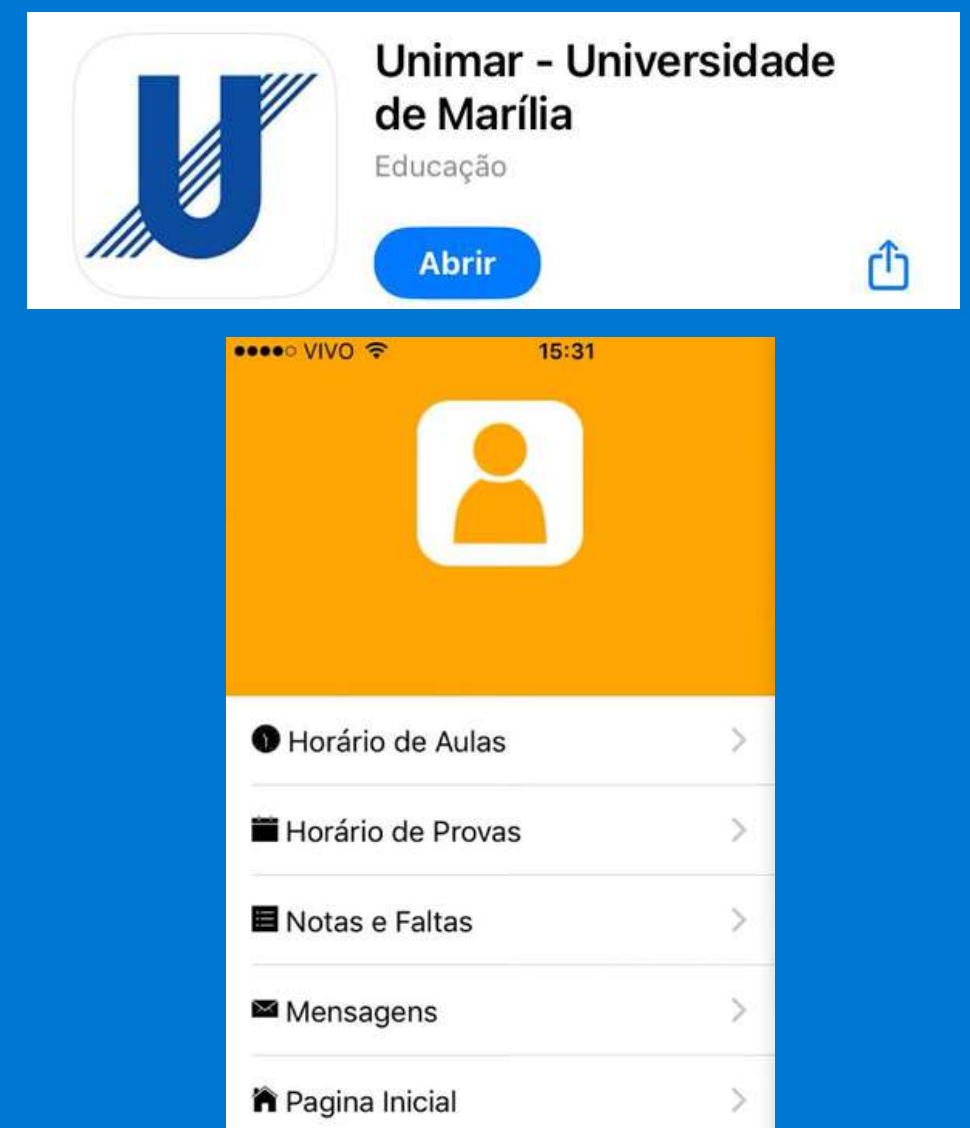 Unimar - Universidade
de Marília
Educação
Abrir
VIVO 15:31
Horário de Aulas
Horário de Provas
Notas e Faltas
Mensagens
Pagina Inicial